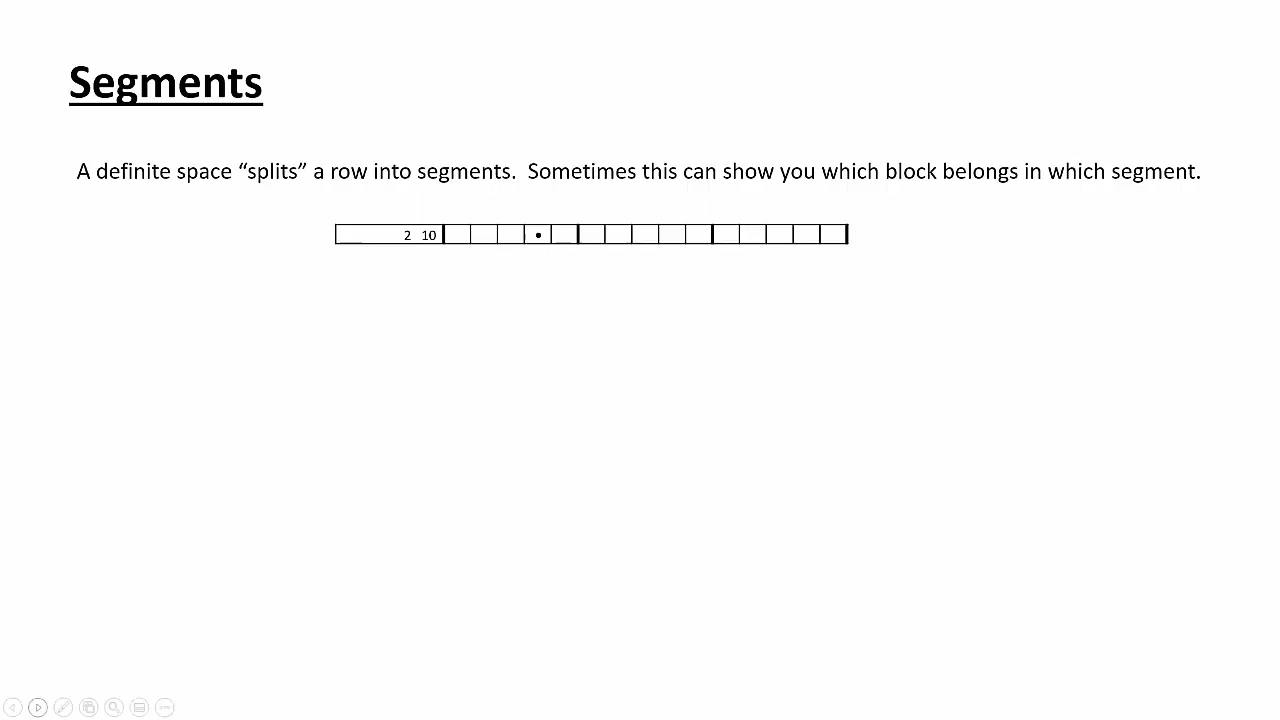 Segments
A definite space “splits” a row into segments.  Sometimes this can show you which block belongs in which segment.
2 10